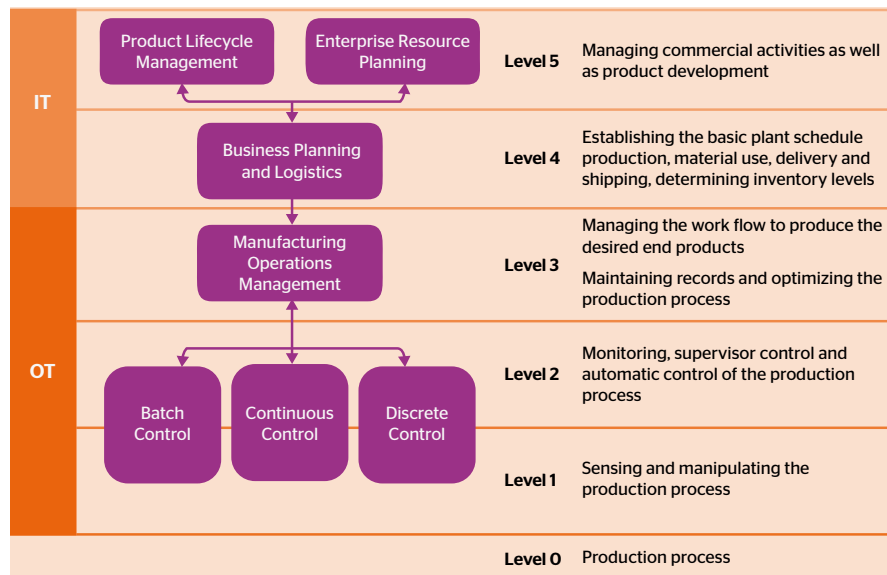 IT
Product Lifecycle
Management
Enterprise Resource
Planning
Level 5
Managing commercial activities as well
as product development
Business Planning
and Logistics
Level 4
Establishing the basic plant schedule
production, material use, delivery and
shipping, determining inventory levels
OT
Manufacturing
Operations
Management
Level 3
Managing the work flow to produce the
desired end products
Maintaining records and optimizing the
production process
Level 2
Monitoring, supervisor control and
automatic control of the production
process
Batch
Control
Continuous
Control
Discrete
Control
Level 1
Sensing and manipulating the
production process
Level 0
Production process